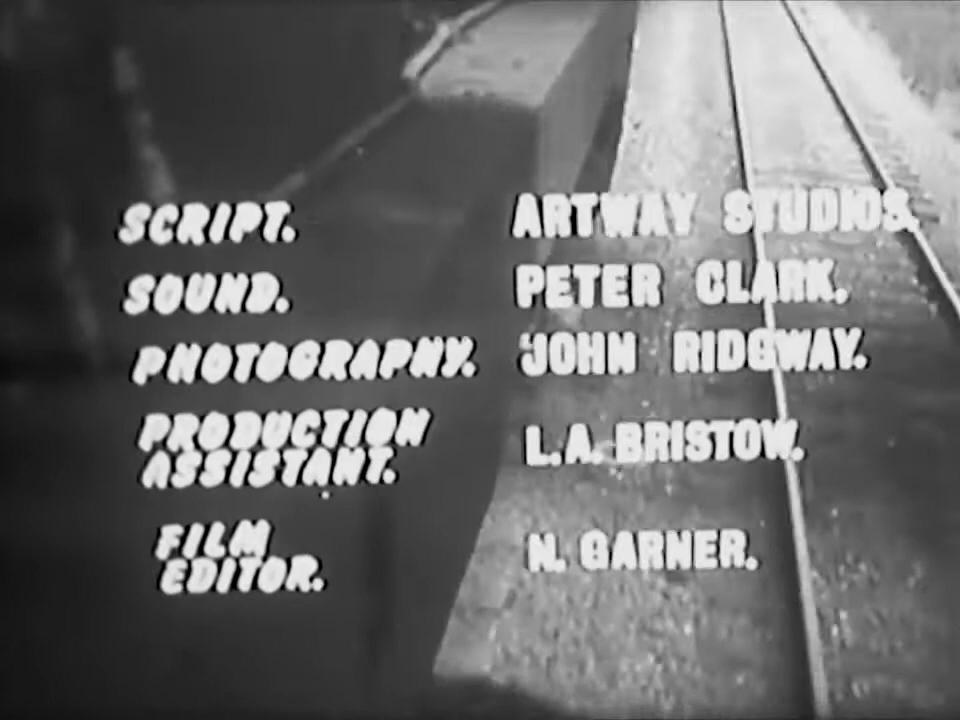 SCRIPT. ARTWAY STUDIOS.
SOUND. PETER CLARK.
PHOTOGRAPHY. JOHN RIDGWAY.
PRODUCTION
ASSISTANT. L.A. BRISTOW.
FILM
EDITOR. N. GARNER.